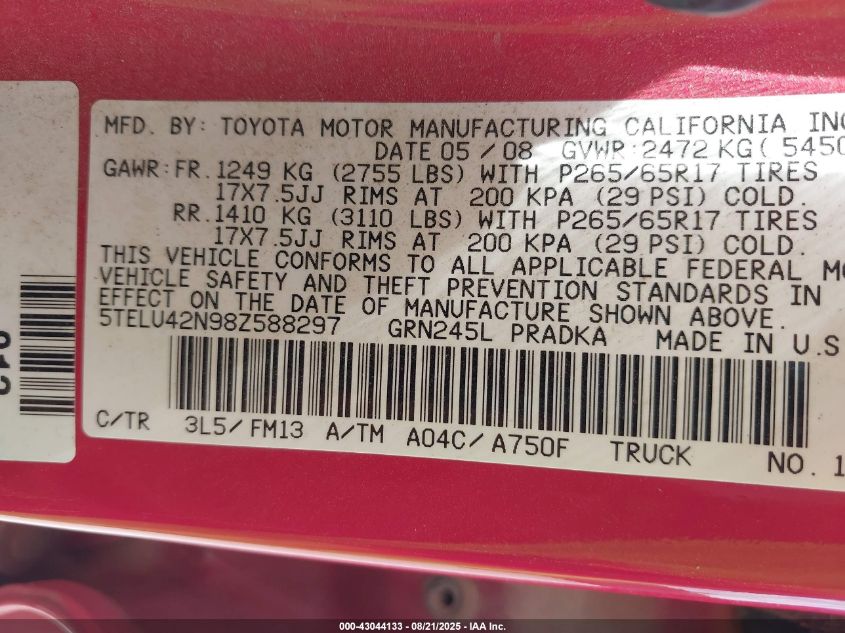 MFD. BY: TOYOTA MOTOR MANUFACTURING CALIFORNIA INC
DATE 05 / 08 GVWR: 2472 KG ( 5450
GAWR: FR. 1249 KG (2755 LBS) WITH P265/65R17 TIRES
17X7.5JJ RIMS AT 200 KPA (29 PSI) COLD.
RR. 1410 KG (3110 LBS) WITH P265/65R17 TIRES
17X7.5JJ RIMS AT 200 KPA (29 PSI) COLD.
THIS VEHICLE CONFORMS TO ALL APPLICABLE FEDERAL MO
VEHICLE SAFETY AND THEFT PREVENTION STANDARDS IN
EFFECT ON THE DATE OF MANUFACTURE SHOWN ABOVE.
5TELU42N98Z588297 GRN245L PRADKA MADE IN U.S
C/TR 3L5/ FM13 A/TM A04C/ A750F TRUCK NO. 1
000-43044133 - 08/21/2025 - IAA Inc.